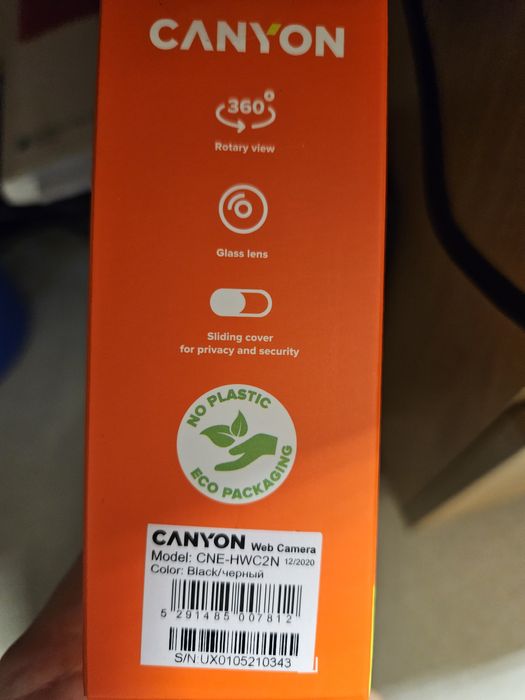 CANYON
360°
Rotary view
Glass lens
Sliding cover
for privacy and security
NO PLASTIC
ECO PACKAGING
CANYON Web Camera
Model: CNE-HWC2N 12/2020
Color: Black/черный
5 291485 007812
S/N:UX0105210343